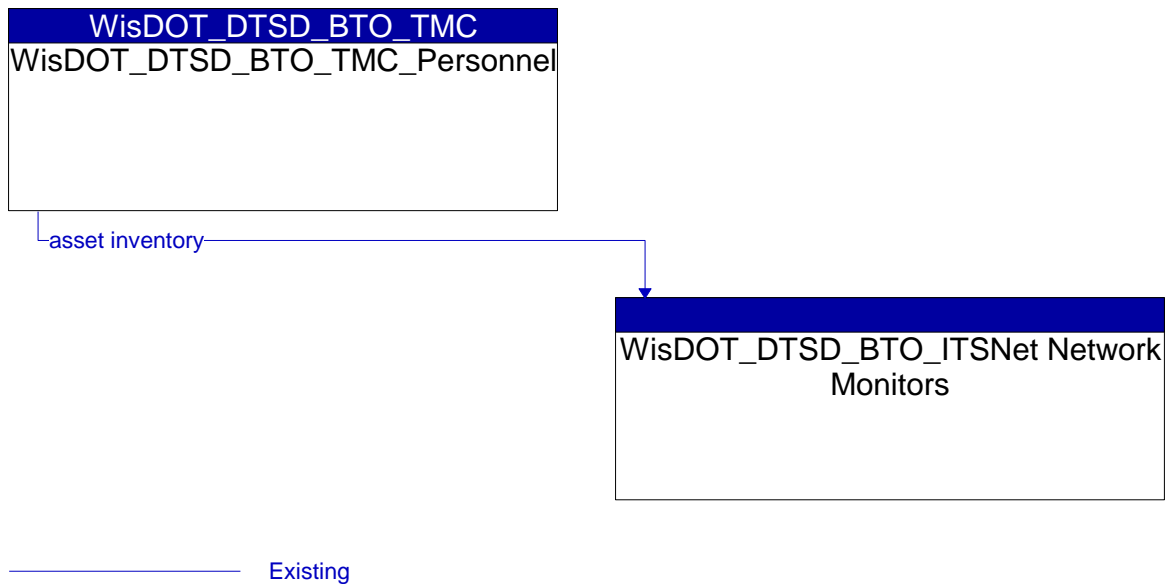 WisDOT_DTSD_BTO_TMC
WisDOT_DTSD_BTO_TMC_Personnel
asset inventory
WisDOT_DTSD_BTO_ITSNet Network
Monitors
Existing